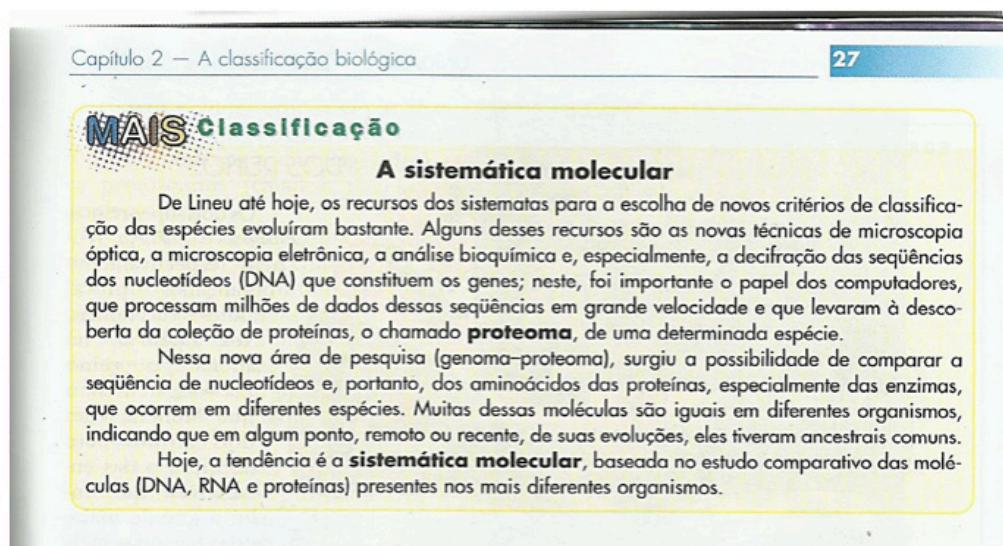 Capítulo 2 — A classificação biológica
27
MAIS Classificação
A sistemática molecular
De Lineu até hoje, os recursos dos sistematas para a escolha de novos critérios de classifica-
ção das espécies evoluíram bastante. Alguns desses recursos são as novas técnicas de microscopia
óptica, a microscopia eletrônica, a análise bioquímica e, especialmente, a decifração das seqüências
dos nucleotídeos (DNA) que constituem os genes; neste, foi importante o papel dos computadores,
que processam milhões de dados dessas seqüências em grande velocidade e que levaram à desco-
berta da coleção de proteínas, o chamado proteoma, de uma determinada espécie.
Nessa nova área de pesquisa (genoma–proteoma), surgiu a possibilidade de comparar a
seqüência de nucleotídeos e, portanto, dos aminoácidos das proteínas, especialmente das enzimas,
que ocorrem em diferentes espécies. Muitas dessas moléculas são iguais em diferentes organismos,
indicando que em algum ponto, remoto ou recente, de suas evoluções, eles tiveram ancestrais comuns.
Hoje, a tendência é a sistemática molecular, baseada no estudo comparativo das molé-
culas (DNA, RNA e proteínas) presentes nos mais diferentes organismos.